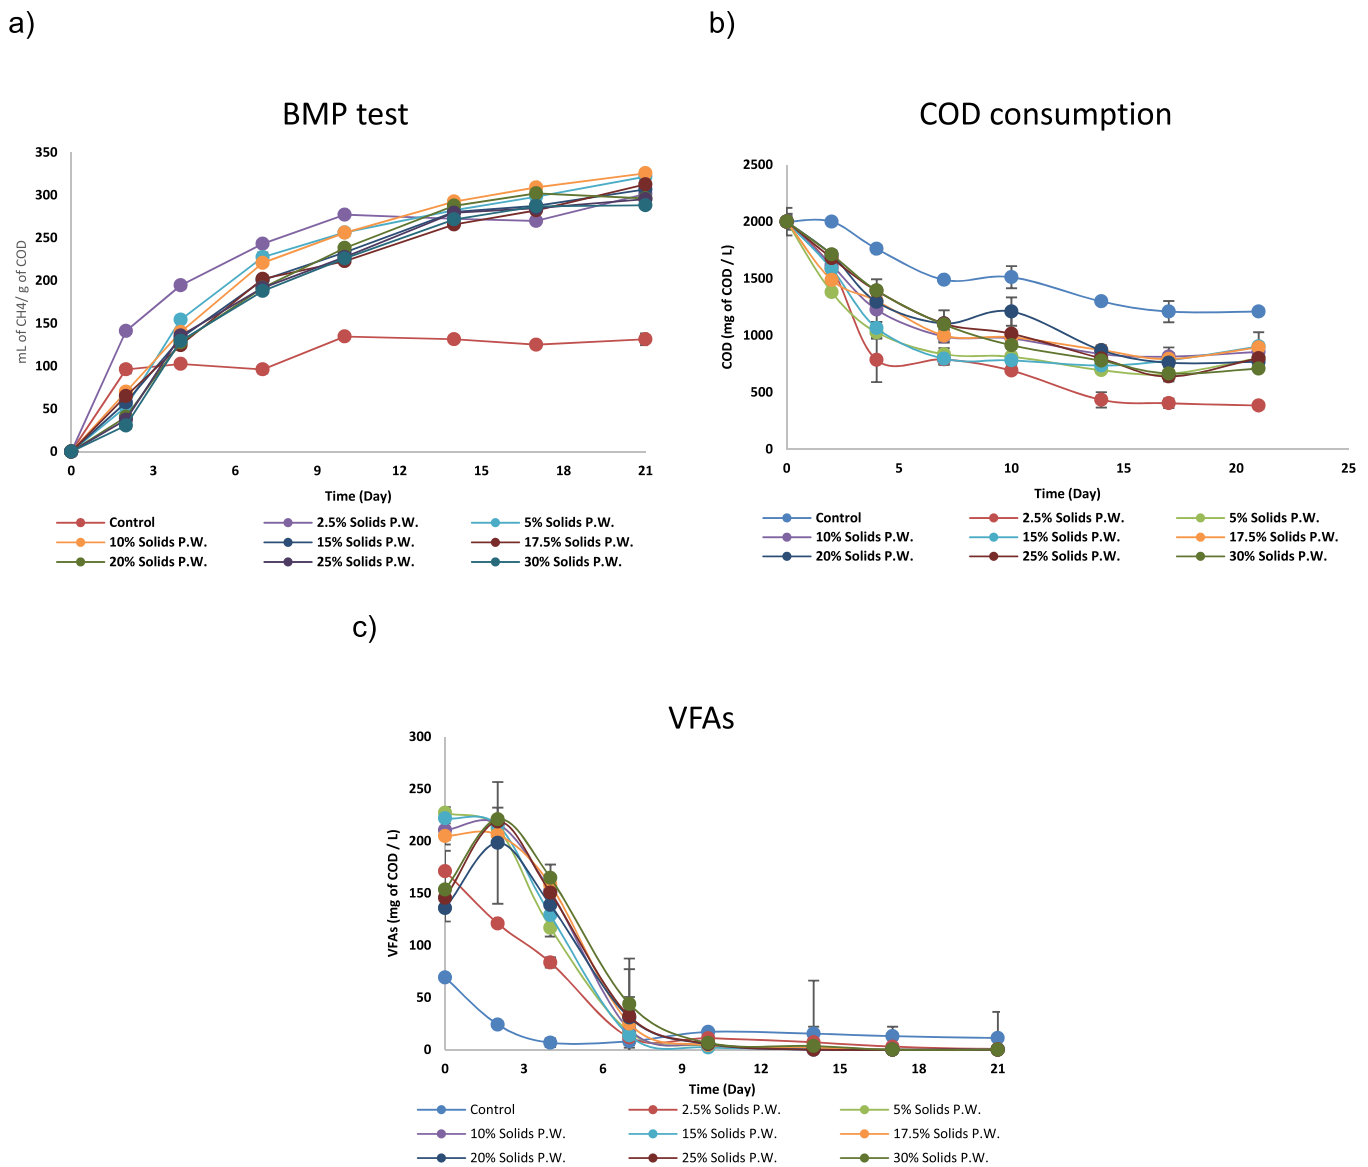 a)
b)
BMP test
COD consumption
mL of CH4/ g of COD
350
300
250
200
150
100
50
0
0 3 6 9 12 15 18 21
Time (Day)
Control 2.5% Solids P.W. 5% Solids P.W.
10% Solids P.W. 15% Solids P.W. 17.5% Solids P.W.
20% Solids P.W. 25% Solids P.W. 30% Solids P.W.
COD (mg of COD / L)
2500
2000
1500
1000
500
0
0 5 10 15 20 25
Time (Day)
Control 2.5% Solids P.W. 5% Solids P.W.
10% Solids P.W. 15% Solids P.W. 17.5% Solids P.W.
20% Solids P.W. 25% Solids P.W. 30% Solids P.W.
c)
VFAs
VFAs (mg of COD / L)
300
250
200
150
100
50
0
0 3 6 9 12 15 18 21
Time (Day)
Control 2.5% Solids P.W. 5% Solids P.W.
10% Solids P.W. 15% Solids P.W. 17.5% Solids P.W.
20% Solids P.W. 25% Solids P.W. 30% Solids P.W.